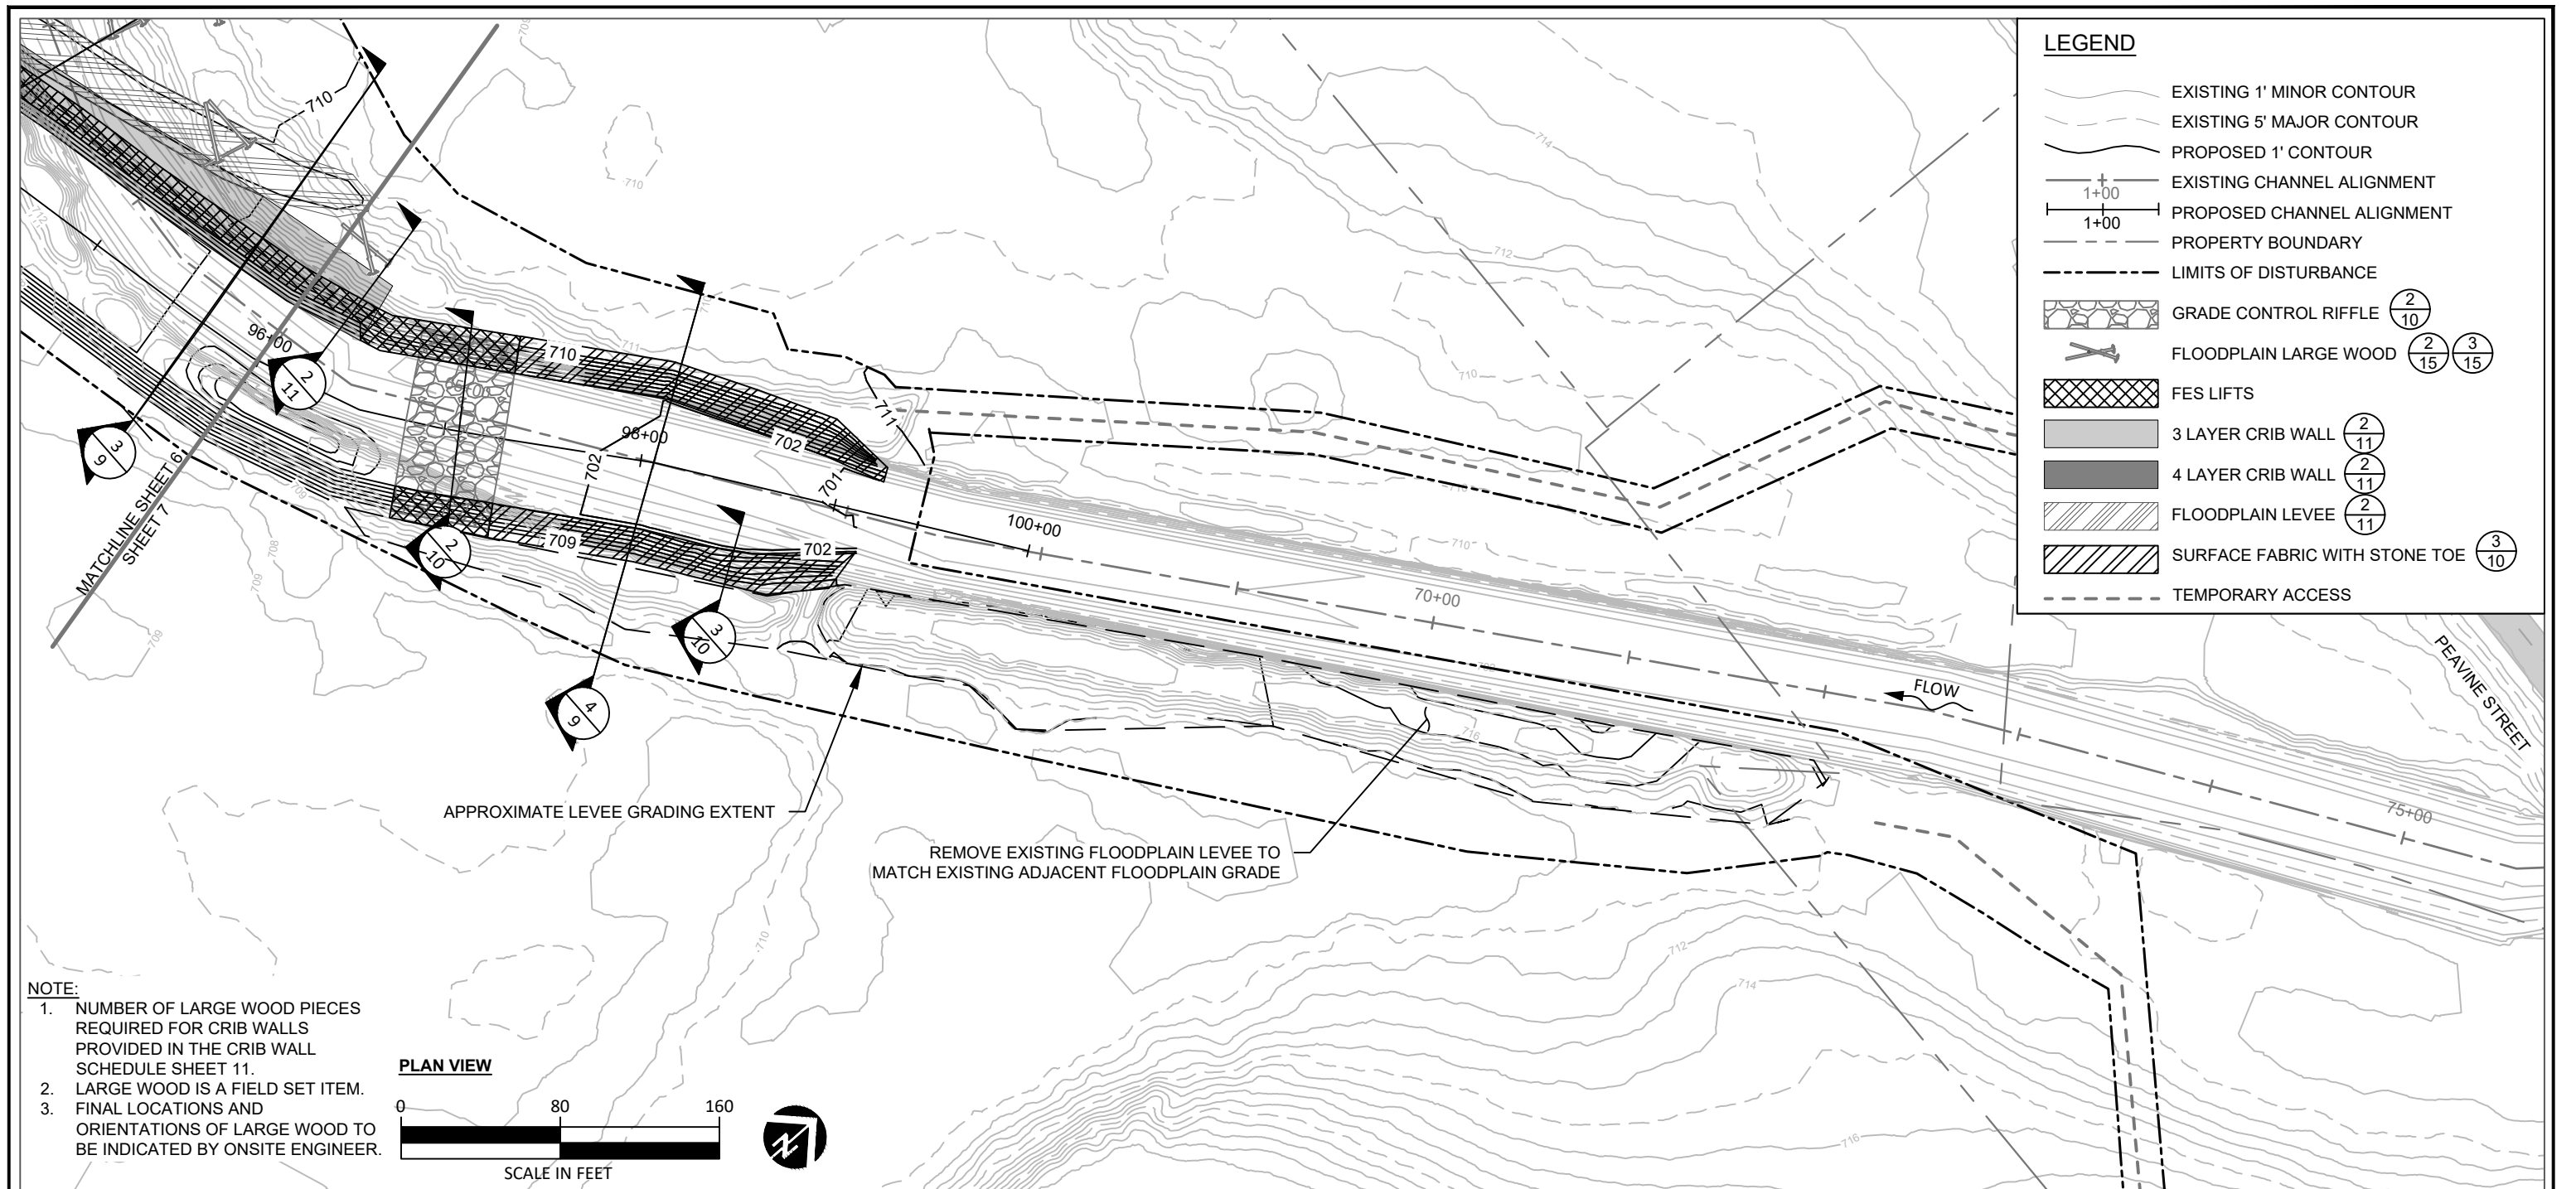 LEGEND
EXISTING 1' MINOR CONTOUR
EXISTING 5' MAJOR CONTOUR
PROPOSED 1' CONTOUR
EXISTING CHANNEL ALIGNMENT
1+00
PROPOSED CHANNEL ALIGNMENT
1+00
PROPERTY BOUNDARY
LIMITS OF DISTURBANCE
GRADE CONTROL RIFFLE 2 10
FLOODPLAIN LARGE WOOD 2 15 3 15
FES LIFTS
3 LAYER CRIB WALL 2 11
4 LAYER CRIB WALL 2 11
FLOODPLAIN LEVEE 2 11
SURFACE FABRIC WITH STONE TOE 3 10
TEMPORARY ACCESS
709
710
710
714
712
712
710
711
710
710
96+00
2 11
3 9
MATCHLINE SHEET 6
SHEET 7
98+00
702
702
711
701
709
702
709
708
709
709
2 10
3 10
4 9
100+00
710
70+00
FLOW
PEAVINE STREET
75+00
716
APPROXIMATE LEVEE GRADING EXTENT
REMOVE EXISTING FLOODPLAIN LEVEE TO
MATCH EXISTING ADJACENT FLOODPLAIN GRADE
710
712
714
716
NOTE:
1. NUMBER OF LARGE WOOD PIECES
REQUIRED FOR CRIB WALLS
PROVIDED IN THE CRIB WALL
SCHEDULE SHEET 11.
2. LARGE WOOD IS A FIELD SET ITEM.
3. FINAL LOCATIONS AND
ORIENTATIONS OF LARGE WOOD TO
BE INDICATED BY ONSITE ENGINEER.
PLAN VIEW
0 80 160
SCALE IN FEET
N